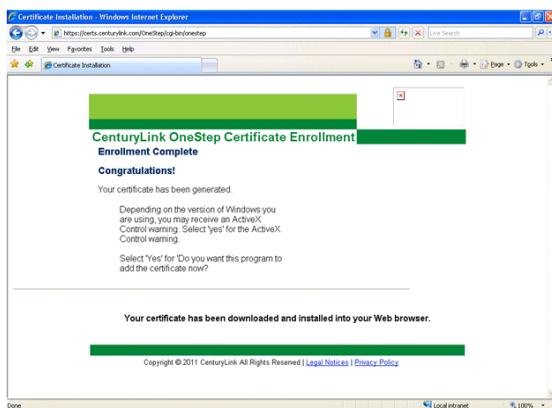 Certificate Installation - Windows Internet Explorer
https://certs.centurylink.com/OneStep/cgi-bin/onestep
Live Search
File Edit View Favorites Tools Help
Certificate Installation
Page Tools
CenturyLink OneStep Certificate Enrollment
Enrollment Complete
Congratulations!
Your certificate has been generated.
Depending on the version of Windows you
are using, you may receive an ActiveX
Control warning. Select 'yes' for the ActiveX
Control warning.
Select 'Yes' for 'Do you want this program to
add the certificate now?
Your certificate has been downloaded and installed into your Web browser.
Copyright © 2011 CenturyLink All Rights Reserved | Legal Notices | Privacy Policy
Done
Local intranet
100%